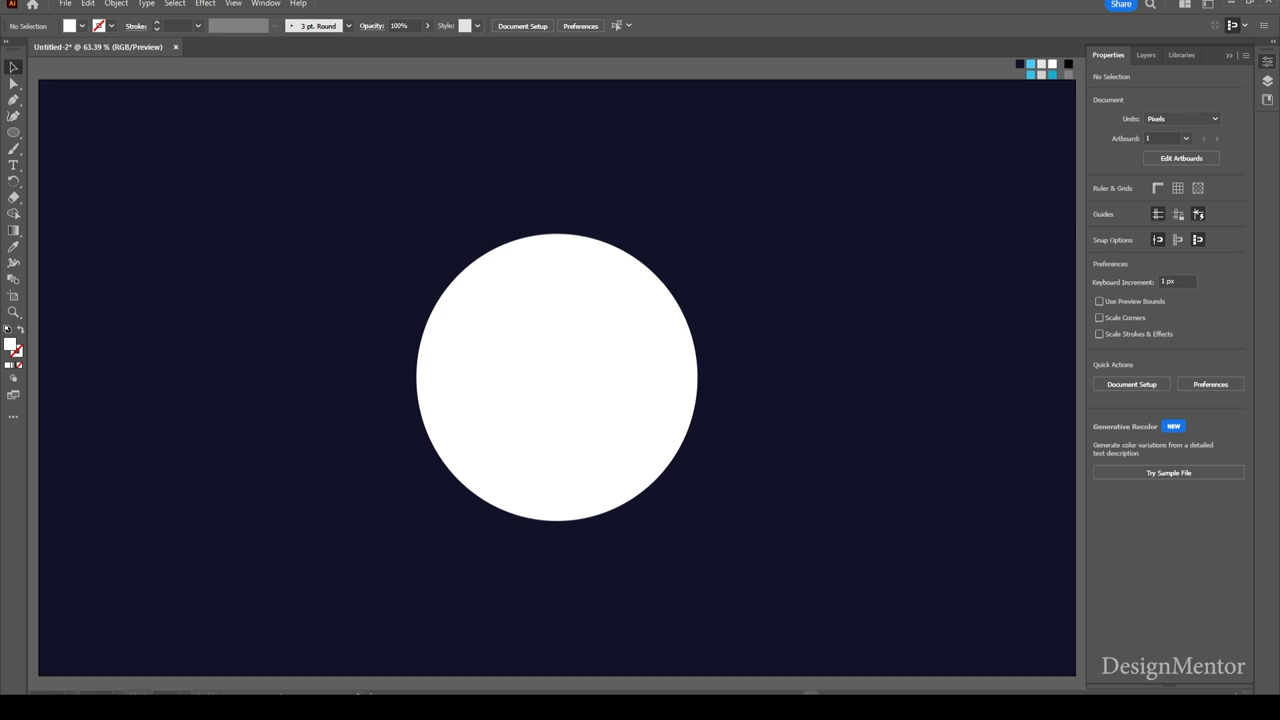 Ai File Edit Object Type Select Effect View Window Help Share
No Selection Stroke: 3 pt. Round Opacity: 100% Style: Document Setup Preferences
Untitled-2* @ 63.39 % (RGB/Preview) ×
Properties Layers Libraries
No Selection
Document
Units: Pixels
Artboard: 1
Edit Artboards
Ruler & Grids
Guides
Snap Options
Preferences
Keyboard Increment: 1 px
Use Preview Bounds
Scale Corners
Scale Strokes & Effects
Quick Actions
Document Setup Preferences
Generative Recolor NEW
Generate color variations from a detailed
text description
Try Sample File
DesignMentor